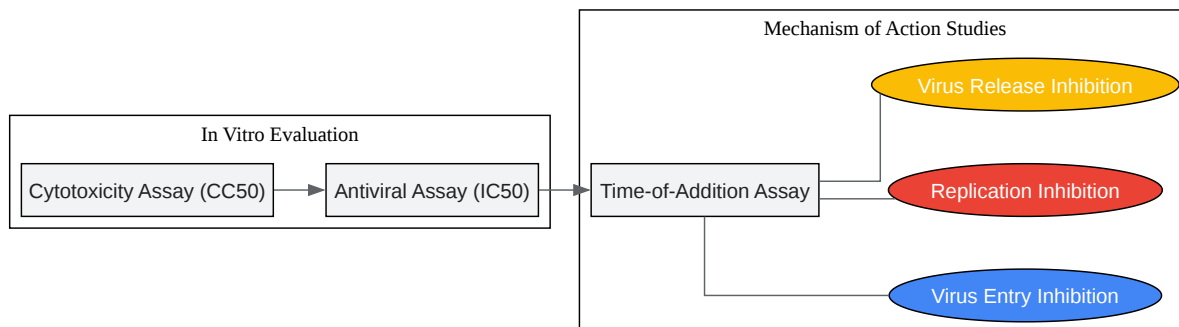 Mechanism of Action Studies
Virus Release Inhibition
In Vitro Evaluation
Cytotoxicity Assay (CC50)
Antiviral Assay (IC50)
Time-of-Addition Assay
Replication Inhibition
Virus Entry Inhibition